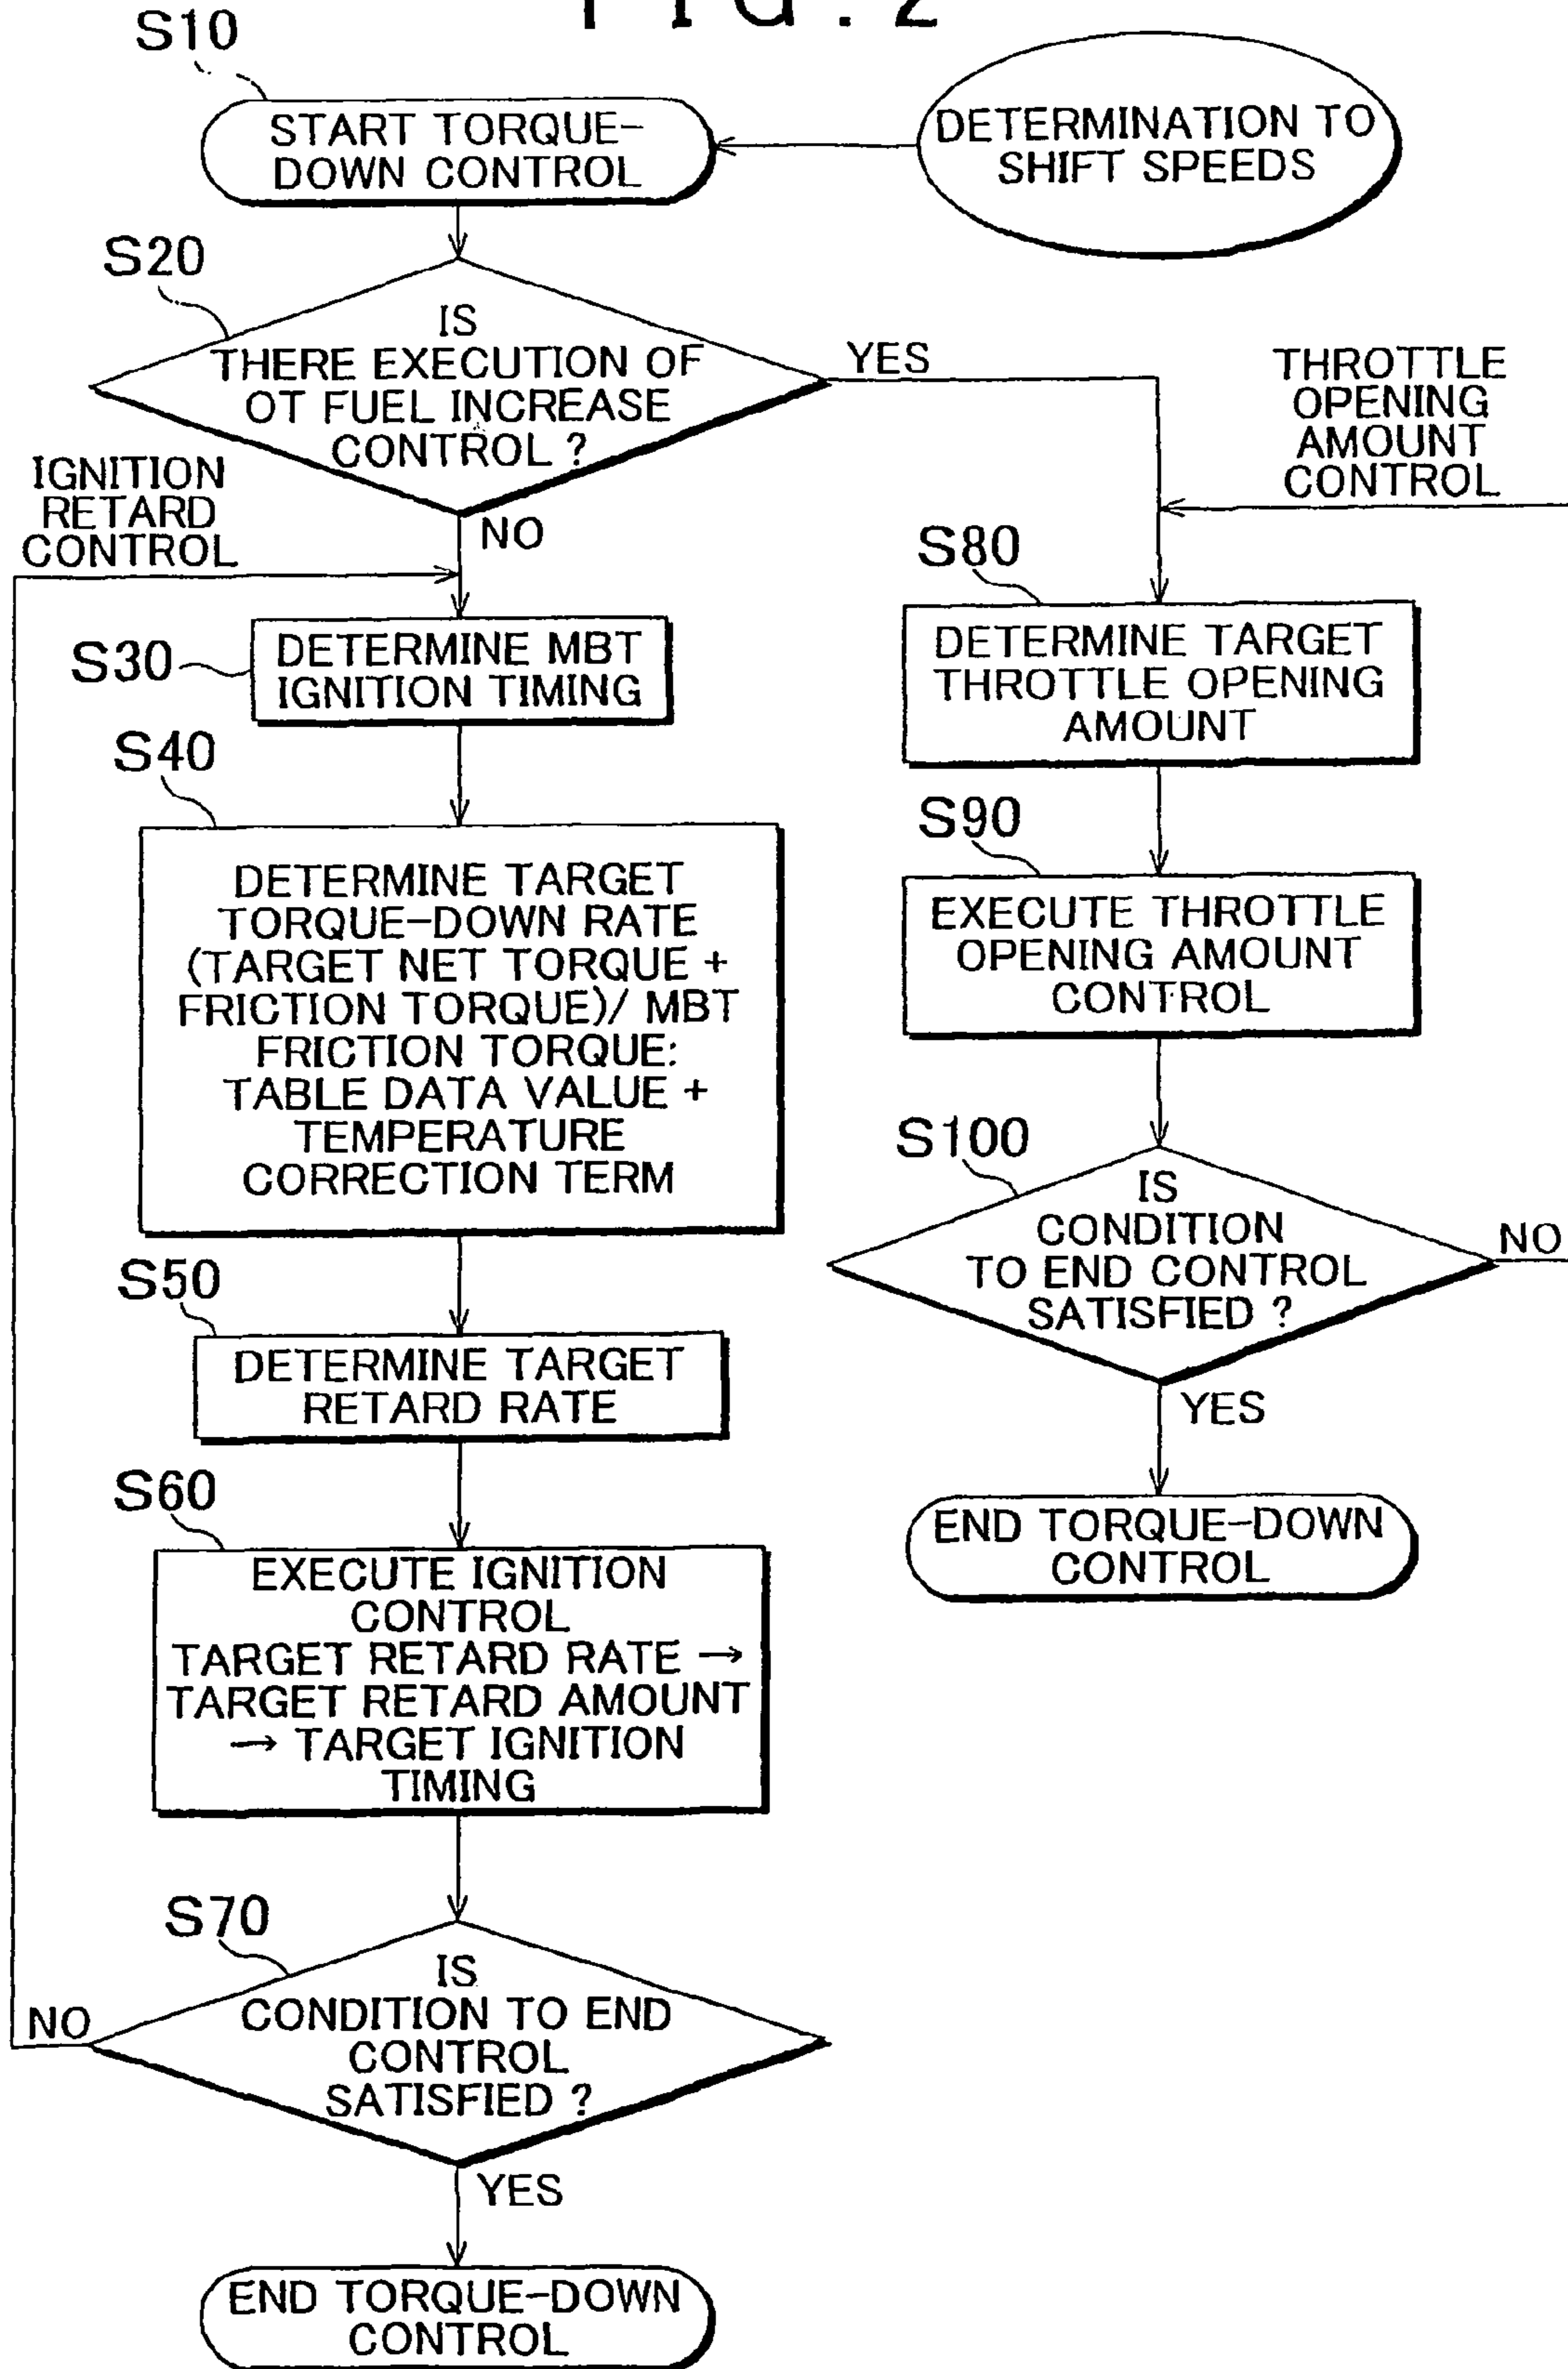 FIG. 2
S10
START TORQUE-
DOWN CONTROL
DETERMINATION TO
SHIFT SPEEDS
S20
IS
THERE EXECUTION OF
OT FUEL INCREASE
CONTROL ?
YES
NO
IGNITION
RETARD
CONTROL
S30
DETERMINE MBT
IGNITION TIMING
S40
DETERMINE TARGET
TORQUE-DOWN RATE
(TARGET NET TORQUE +
FRICTION TORQUE)/ MBT
FRICTION TORQUE:
TABLE DATA VALUE +
TEMPERATURE
CORRECTION TERM
S50
DETERMINE TARGET
RETARD RATE
S60
EXECUTE IGNITION
CONTROL
TARGET RETARD RATE →
TARGET RETARD AMOUNT
→ TARGET IGNITION
TIMING
S70
IS
CONDITION TO END
CONTROL
SATISFIED ?
NO
YES
END TORQUE-DOWN
CONTROL
THROTTLE
OPENING
AMOUNT
CONTROL
S80
DETERMINE TARGET
THROTTLE OPENING
AMOUNT
S90
EXECUTE THROTTLE
OPENING AMOUNT
CONTROL
S100
IS
CONDITION
TO END CONTROL
SATISFIED ?
NO
YES
END TORQUE-DOWN
CONTROL